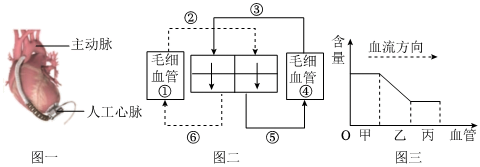 主动脉
人工心脉
图一
②
③
毛细
血管
①
毛细
血管
④
⑥
⑤
图二
含
量
血流方向
O 甲 乙 丙 血管
图三